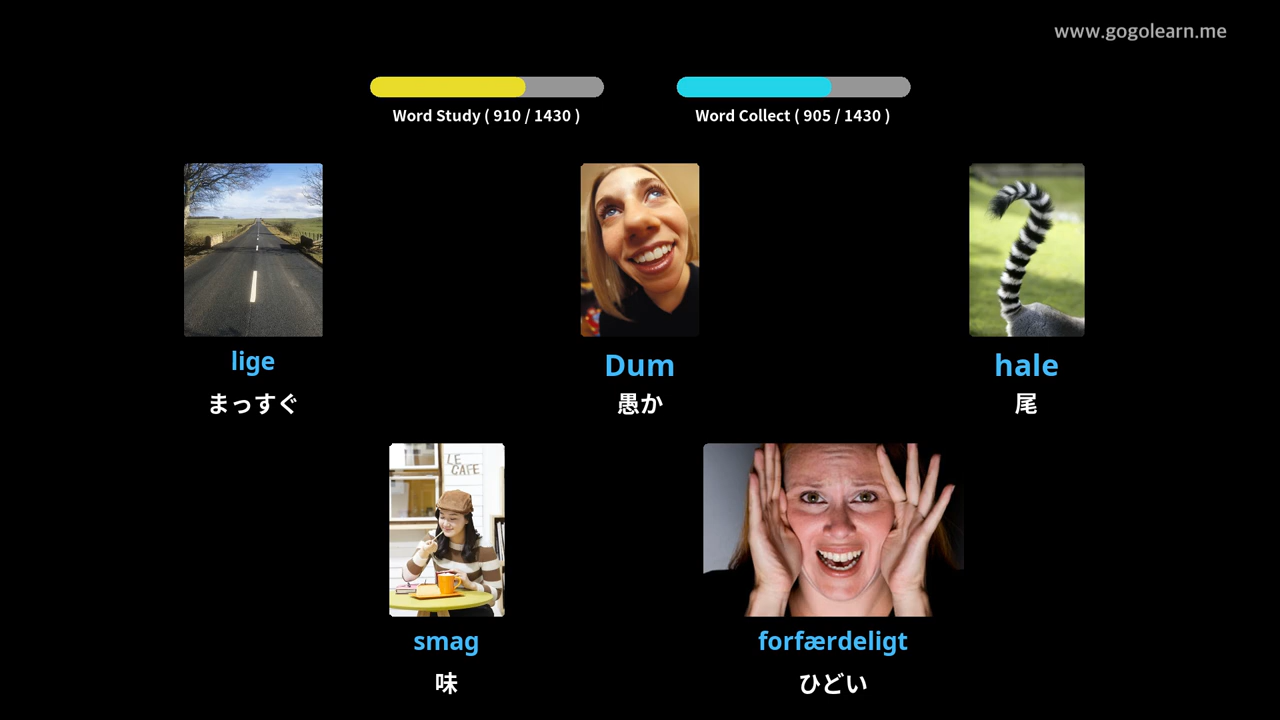 www.gogolearn.me
Word Study ( 910 / 1430 )
Word Collect ( 905 / 1430 )
lige
まっすぐ
Dum
愚か
hale
尾
LE CAFE
smag
味
forfærdeligt
ひどい